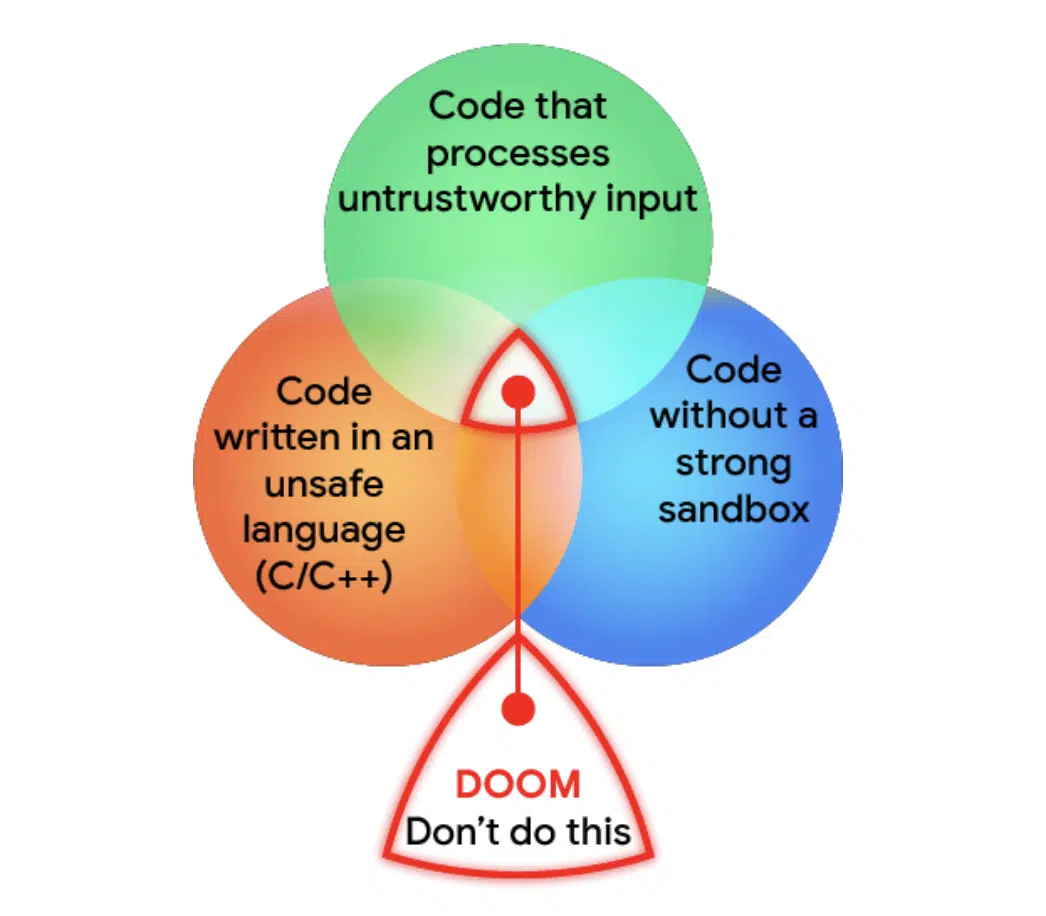 Code that
processes
untrustworthy input
Code
written in an
unsafe
language
(C/C++)
Code
without a
strong
sandbox
DOOM
Don’t do this